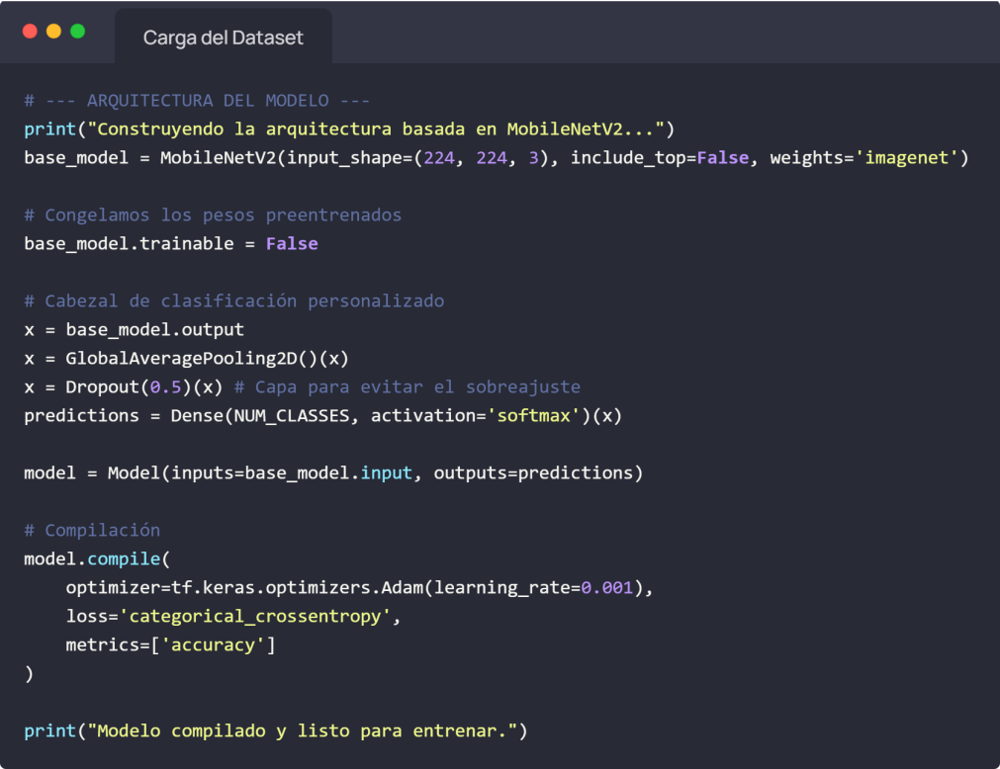 Carga del Dataset
# --- ARQUITECTURA DEL MODELO ---
print("Construyendo la arquitectura basada en MobileNetV2...")
base_model = MobileNetV2(input_shape=(224, 224, 3), include_top=False, weights='imagenet')
# Congelamos los pesos preentrenados
base_model.trainable = False
# Cabezal de clasificación personalizado
x = base_model.output
x = GlobalAveragePooling2D()(x)
x = Dropout(0.5)(x) # Capa para evitar el sobreajuste
predictions = Dense(NUM_CLASSES, activation='softmax')(x)
model = Model(inputs=base_model.input, outputs=predictions)
# Compilación
model.compile(
    optimizer=tf.keras.optimizers.Adam(learning_rate=0.001),
    loss='categorical_crossentropy',
    metrics=['accuracy']
)
print("Modelo compilado y listo para entrenar.")